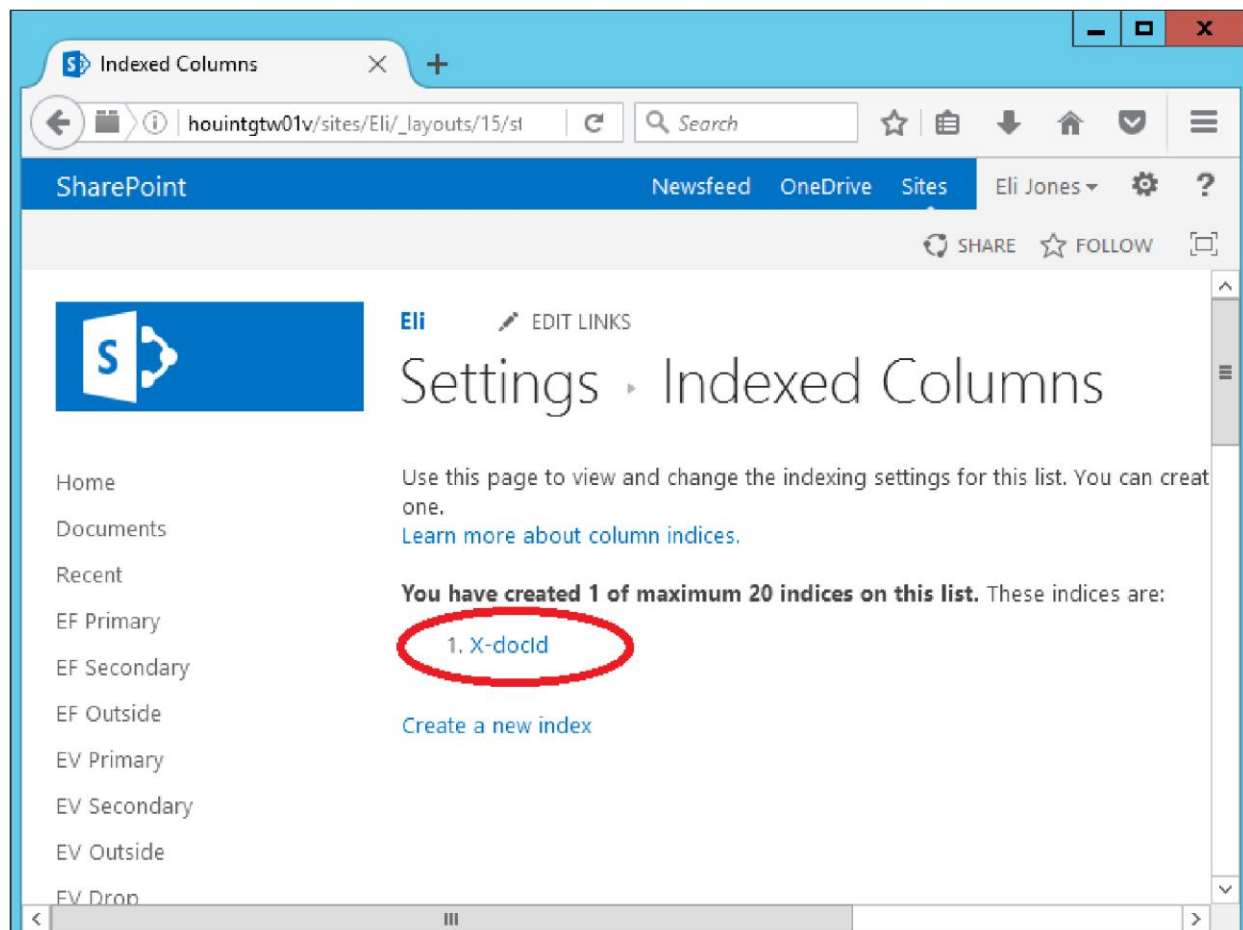 Indexed Columns
houintgtw01v/sites/Eli/_layouts/15/st
Search
SharePoint
Newsfeed OneDrive Sites Eli Jones ?
SHARE FOLLOW
S
Eli EDIT LINKS
Settings Indexed Columns
Home
Documents
Recent
EF Primary
EF Secondary
EF Outside
EV Primary
EV Secondary
EV Outside
EV Drop
Use this page to view and change the indexing settings for this list. You can creat
one.
Learn more about column indices.
You have created 1 of maximum 20 indices on this list. These indices are:
1. X-docId
Create a new index